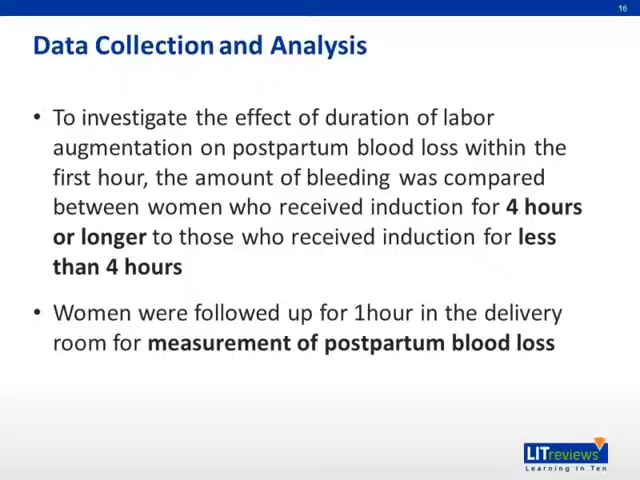 16
Data Collection and Analysis
• To investigate the effect of duration of labor
augmentation on postpartum blood loss within the
first hour, the amount of bleeding was compared
between women who received induction for 4 hours
or longer to those who received induction for less
than 4 hours
• Women were followed up for 1hour in the delivery
room for measurement of postpartum blood loss
LITreviews
Learning in Ten